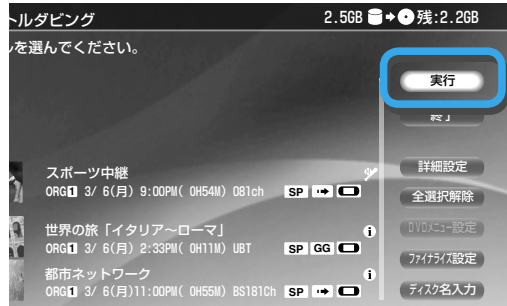 トルダビング 2.5GB 残:2.2GB
ルを選んでください。
実行
終了
詳細設定
全選択解除
DVDメニュー設定
ファイナライズ設定
ディスク名入力
スポーツ中継
ORG1 3/ 6(月) 9:00PM( 0H54M) 081ch SP
世界の旅「イタリア～ローマ」
ORG1 3/ 6(月) 2:33PM( 0H11M) UBT SP GG
都市ネットワーク
ORG1 3/ 6(月)11:00PM( 0H55M) BS181Ch SP